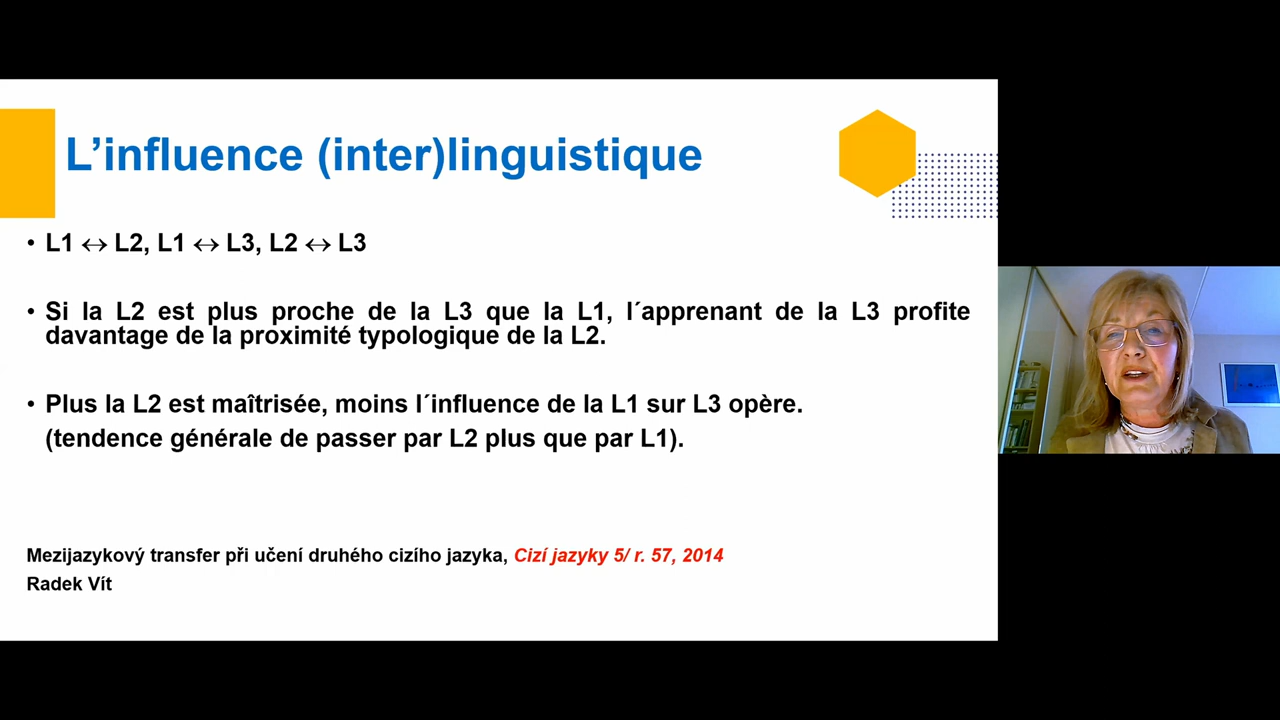 L’influence (inter)linguistique
• L1 ↔ L2, L1 ↔ L3, L2 ↔ L3
• Si la L2 est plus proche de la L3 que la L1, l´apprenant de la L3 profite
davantage de la proximité typologique de la L2.
• Plus la L2 est maîtrisée, moins l´influence de la L1 sur L3 opère.
(tendence générale de passer par L2 plus que par L1).
Mezijazykový transfer při učení druhého cizího jazyka, Cizí jazyky 5/ r. 57, 2014
Radek Vít